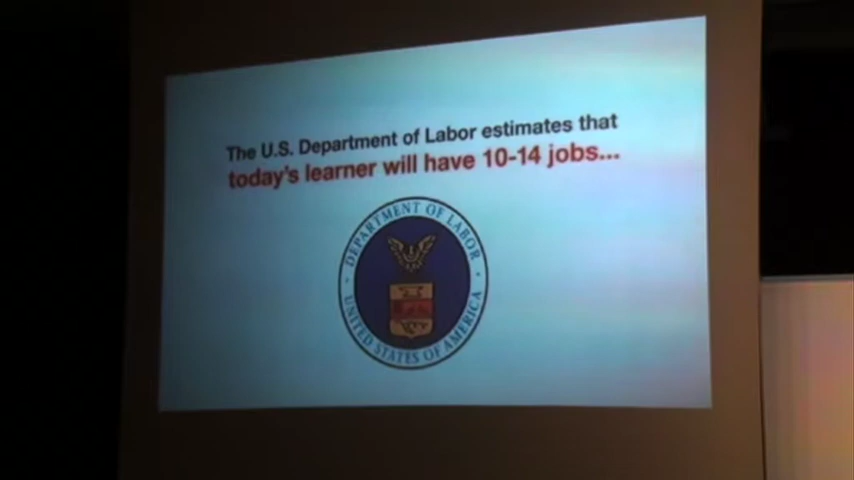 The U.S. Department of Labor estimates that
today's learner will have 10-14 jobs...
DEPARTMENT OF LABOR
UNITED STATES OF AMERICA